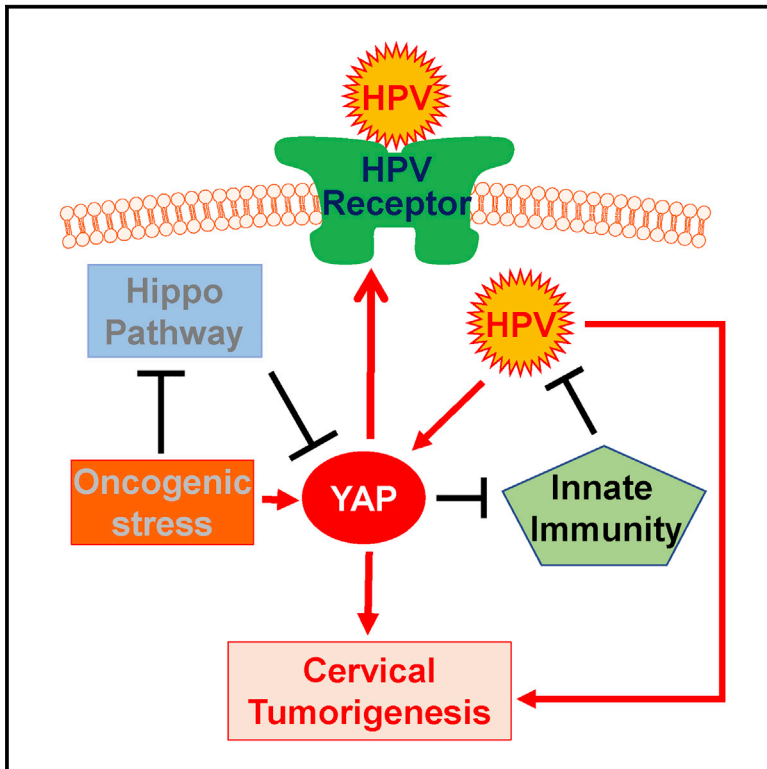 HPV
HPV
Receptor
Hippo
Pathway
HPV
Oncogenic
stress
YAP
Innate
Immunity
Cervical
Tumorigenesis